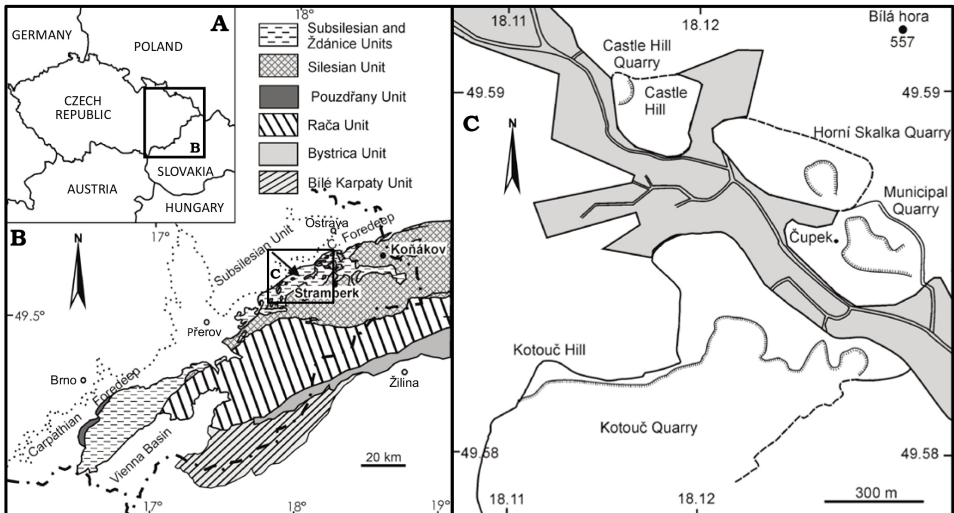 A
GERMANY
POLAND
CZECH
REPUBLIC
B
SLOVAKIA
AUSTRIA
HUNGARY
18°
Subsilesian and
Ždánice Units
Silesian Unit
Pouzdřany Unit
Rača Unit
Bystrica Unit
Bílé Karpaty Unit
B
N
17°
Ostrava
C. Foredeep
Subsilesian Unit
Koňákov
C
Štramperk
49.5°
Přerov
Brno
Carpathian Foredeep
Žilina
Vienna Basin
20 km
17°
18°
19°
18.11
18.12
Bílá hora
557
Castle Hill
Quarry
Castle
Hill
49.59
49.59
C
N
Horní Skalka Quarry
Municipal
Quarry
Čupek
Kotouč Hill
Kotouč Quarry
49.58
49.58
18.11
18.12
300 m